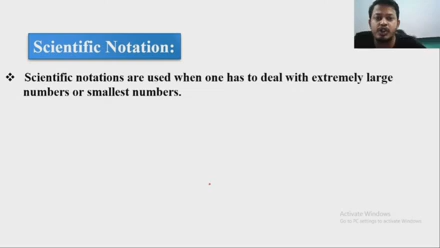 Scientific Notation:
❖ Scientific notations are used when one has to deal with extremely large
numbers or smallest numbers.
Activate Windows
Go to PC settings to activate Windows.